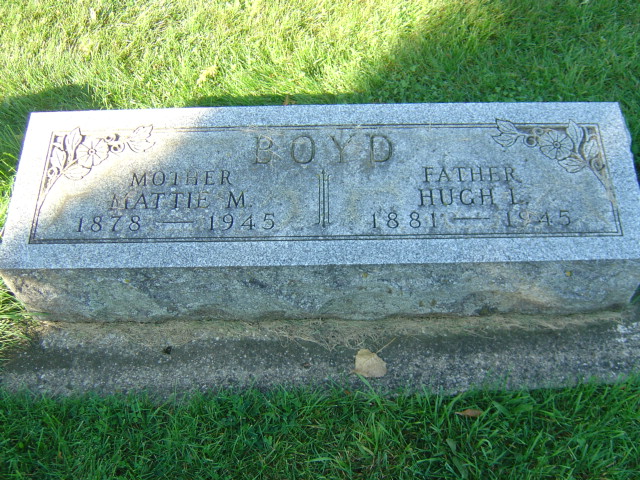 BOYD
MOTHER
MATTIE M.
1878 — 1945
FATHER
HUGH L.
1881 — 1945